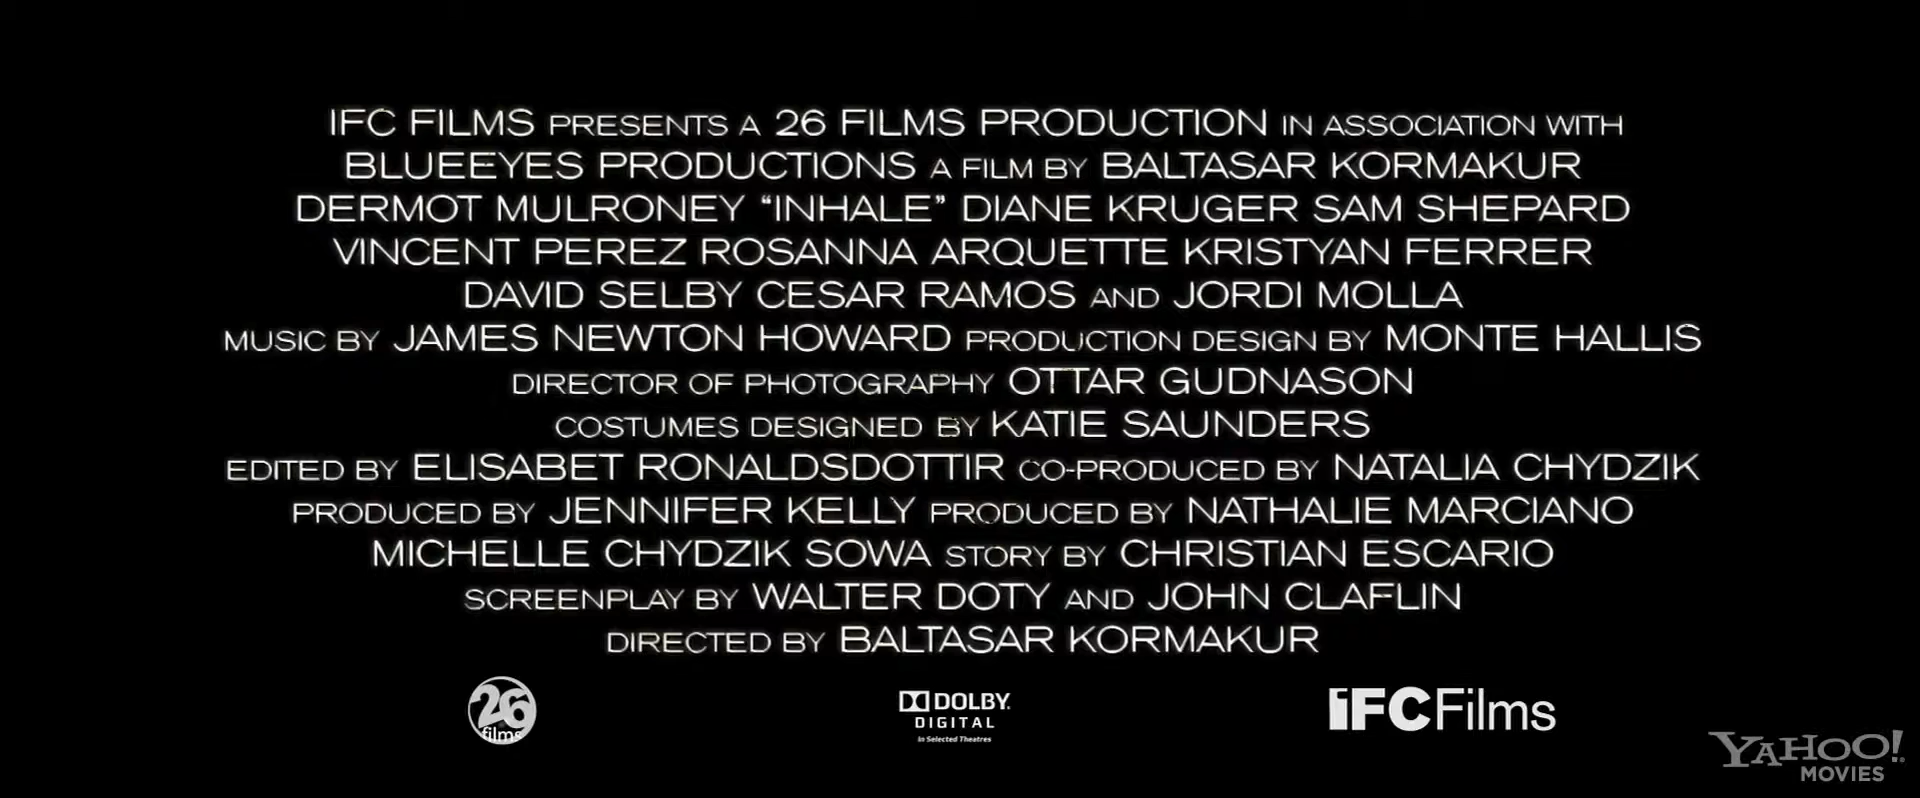 IFC FILMS PRESENTS A 26 FILMS PRODUCTION IN ASSOCIATION WITH
BLUEEYES PRODUCTIONS A FILM BY BALTASAR KORMAKUR
DERMOT MULRONEY “INHALE” DIANE KRUGER SAM SHEPARD
VINCENT PEREZ ROSANNA ARQUETTE KRISTYAN FERRER
DAVID SELBY CESAR RAMOS AND JORDI MOLLA
MUSIC BY JAMES NEWTON HOWARD PRODUCTION DESIGN BY MONTE HALLIS
DIRECTOR OF PHOTOGRAPHY OTTAR GUDNASON
COSTUMES DESIGNED BY KATIE SAUNDERS
EDITED BY ELISABET RONALDSDOTTIR CO-PRODUCED BY NATALIA CHYDZIK
PRODUCED BY JENNIFER KELLY PRODUCED BY NATHALIE MARCIANO
MICHELLE CHYDZIK SOWA STORY BY CHRISTIAN ESCARIO
SCREENPLAY BY WALTER DOTY AND JOHN CLAFLIN
DIRECTED BY BALTASAR KORMAKUR
26
films
DOLBY
DIGITAL
In Selected Theatres
IFC Films
YAHOO!
MOVIES